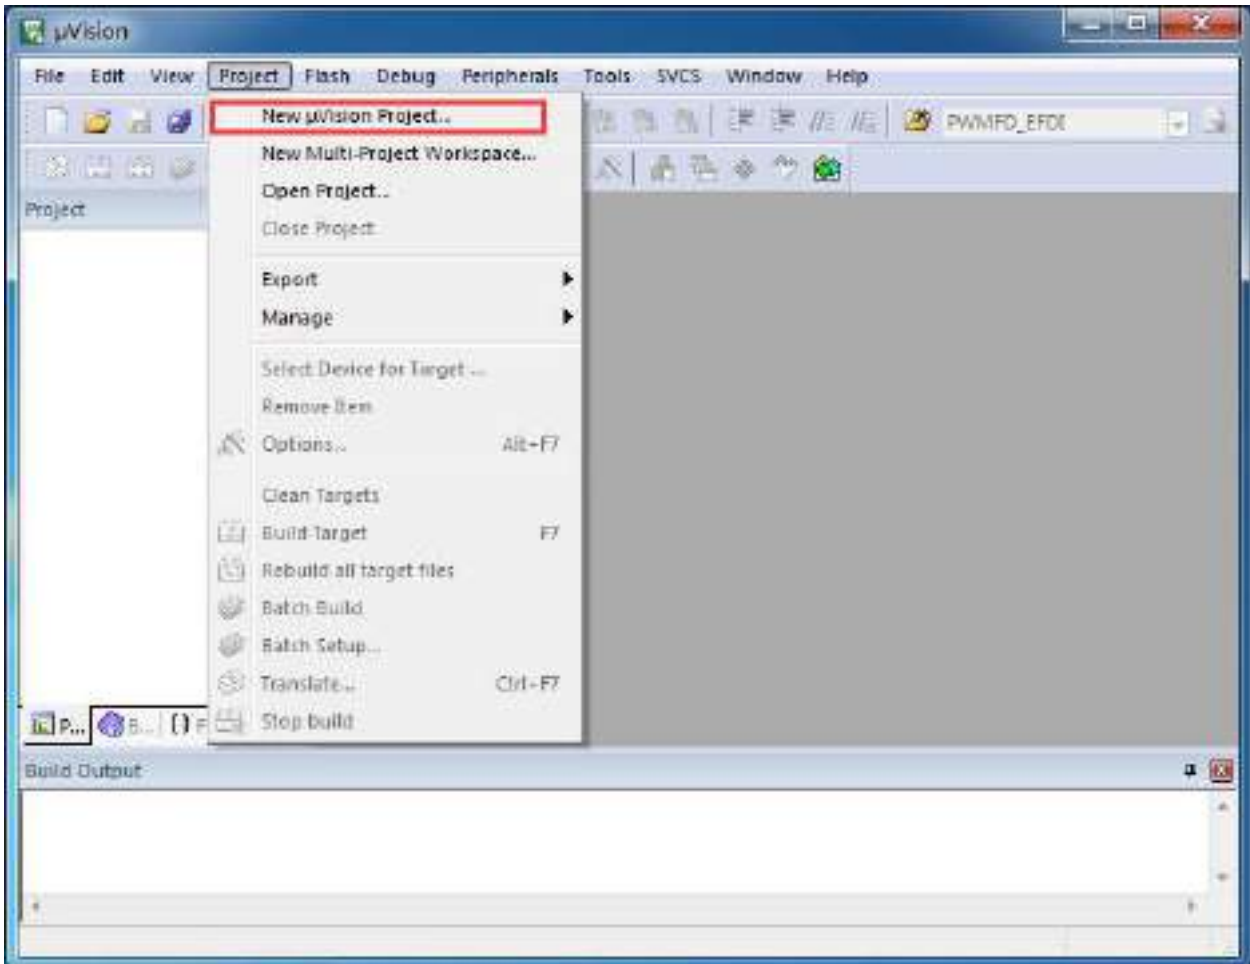 µVision
File Edit View Project Flash Debug Peripherals Tools SVCS Window Help
New µVision Project...
PWMFD_EFDI
New Multi-Project Workspace...
Open Project...
Project
Close Project
Export
Manage
Select Device for Target ...
Remove Item
Options... Alt+F7
Clean Targets
Build Target F7
Rebuild all target files
Batch Build
Batch Setup...
Translate... Ctrl+F7
P... B... {} F
Stop build
Build Output